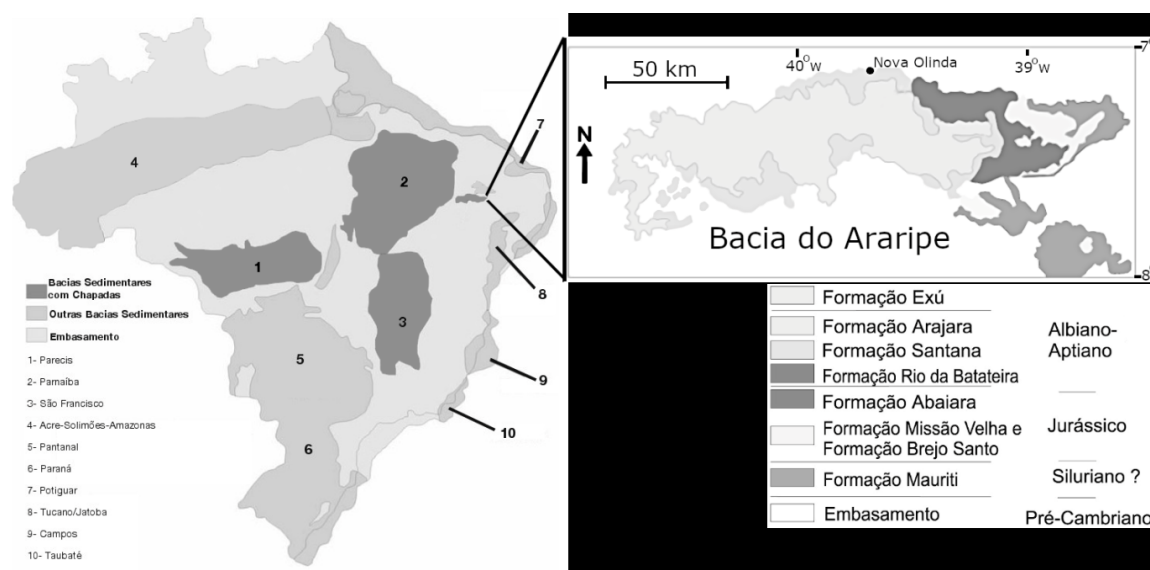 4
2
7
1
3
8
5
9
10
6
Bacias Sedimentares
com Chapadas
Outras Bacias Sedimentares
Embasamento
1- Parecis
2- Parnaíba
3- São Francisco
4- Acre-Solimões-Amazonas
5- Pantanal
6- Paraná
7- Potiguar
8- Tucano/Jatoba
9- Campos
10- Taubaté
50 km
40°W
Nova Olinda
39°W
7°
N
Bacia do Araripe
8°
Formação Exú
Formação Arajara
Formação Santana
Formação Rio da Batateira
Albiano-
Aptiano
Formação Abaiara
Formação Missão Velha e
Formação Brejo Santo
Jurássico
Formação Mauriti
Siluriano ?
Embasamento
Pré-Cambriano